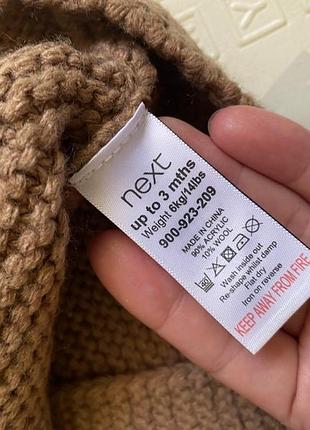 next
up to 3 mths
Weight 6kg/14lbs
900-923-209
MADE IN CHINA
90% ACRYLIC
10% WOOL
Wash inside out
Re-shape whilst damp
Flat dry
Iron on reverse
KEEP AWAY FROM FIRE